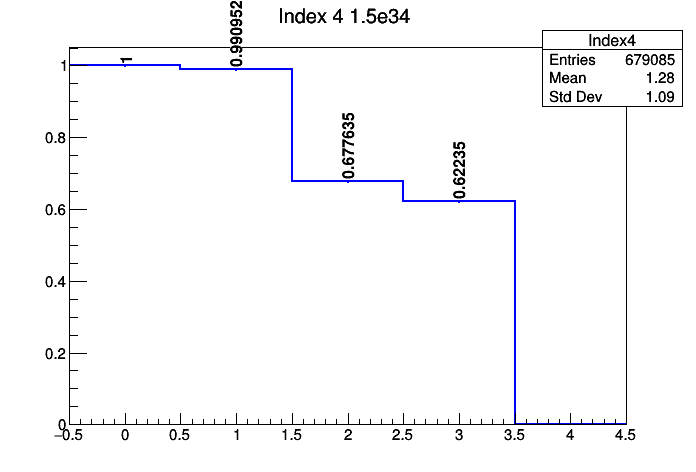 Index 4 1.5e34
Index4
Entries 679085
Mean 1.28
Std Dev 1.09
1
0.990952
0.677635
0.62235
1
0.8
0.6
0.4
0.2
0
−0.5 0 0.5 1 1.5 2 2.5 3 3.5 4 4.5